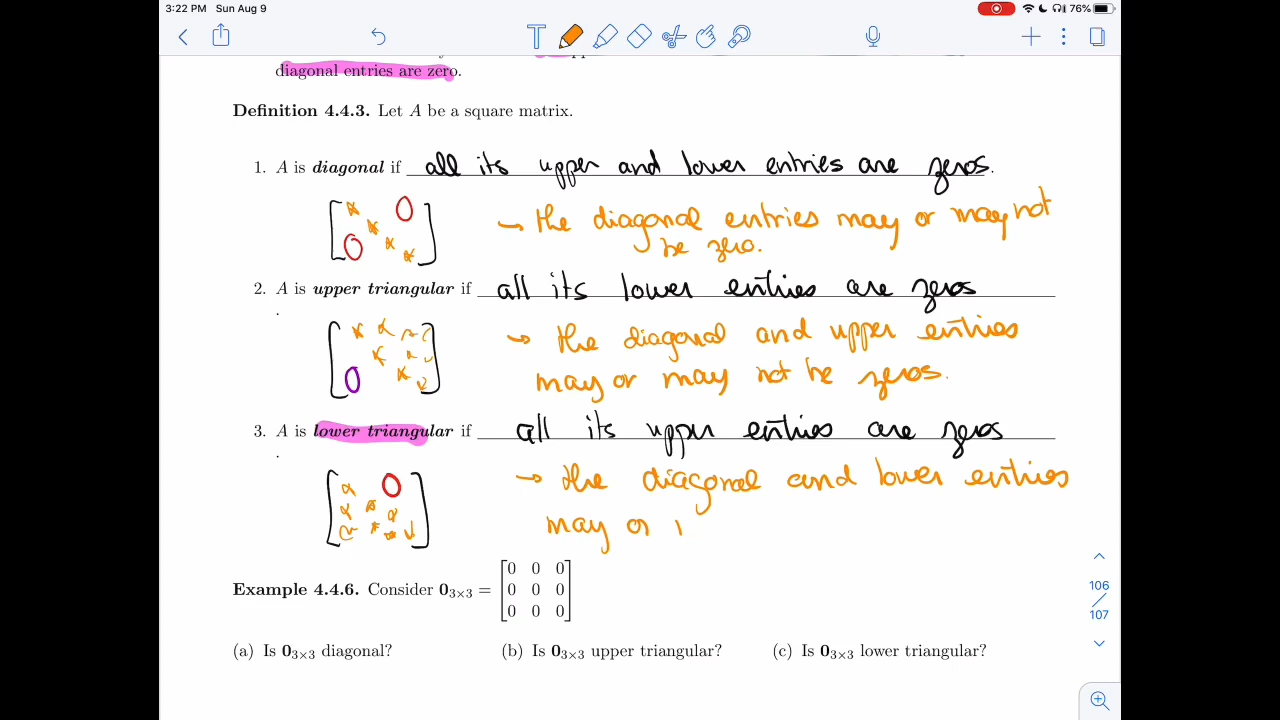 3:22 PM Sun Aug 9
76%
diagonal entries are zero.
Definition 4.4.3. Let A be a square matrix.
1. A is diagonal if all its upper and lower entries are zeros.
→ the diagonal entries may or may not
be zero.
2. A is upper triangular if all its lower entries are zeros
.
→ the diagonal and upper entries
may or may not be zeros.
3. A is lower triangular if all its upper entries are zeros
.
→ the diagonal and lower entries
may or
Example 4.4.6. Consider 0₃ₓ₃ =
[0 0 0]
[0 0 0]
[0 0 0]
106
107
(a) Is 0₃ₓ₃ diagonal? (b) Is 0₃ₓ₃ upper triangular? (c) Is 0₃ₓ₃ lower triangular?